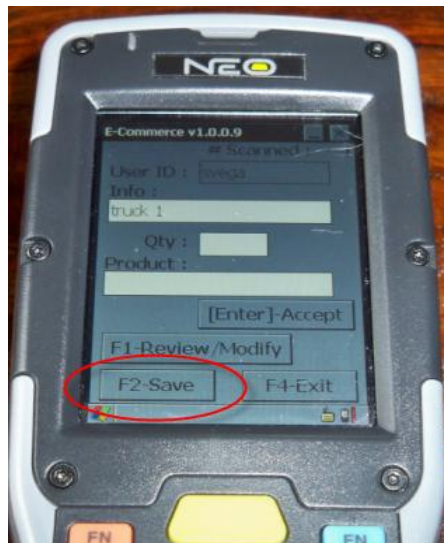 NEO
E-Commerce v1.0.0.9
# Scanned :
User ID : svega
Info :
truck 1
Qty :
Product :
[Enter]-Accept
F1-Review/Modify
F2-Save F4-Exit
FN FN